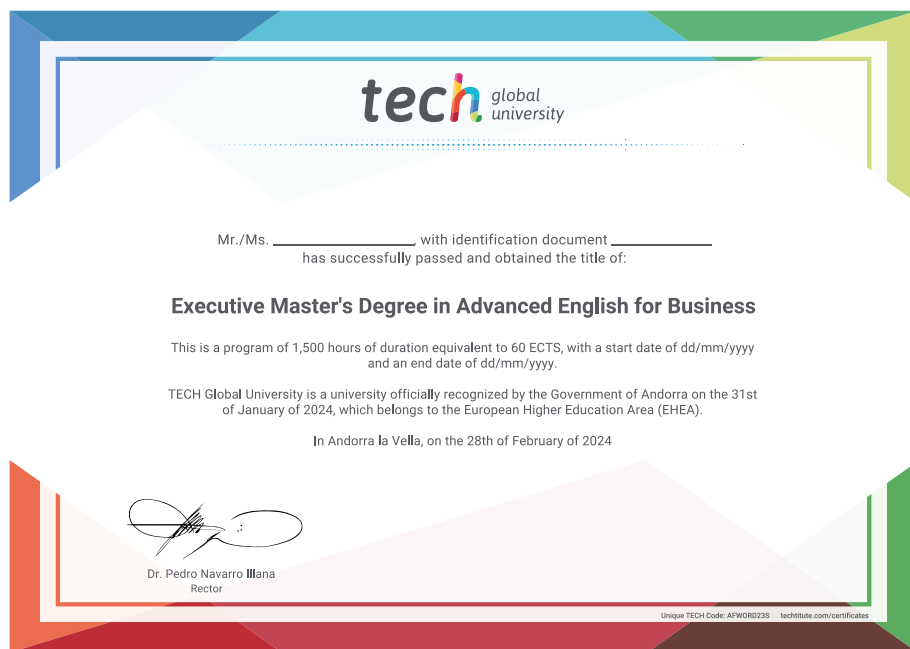 tech global
university
Mr./Ms. ____________, with identification document ____________
has successfully passed and obtained the title of:
Executive Master's Degree in Advanced English for Business
This is a program of 1,500 hours of duration equivalent to 60 ECTS, with a start date of dd/mm/yyyy
and an end date of dd/mm/yyyy.
TECH Global University is a university officially recognized by the Government of Andorra on the 31st
of January of 2024, which belongs to the European Higher Education Area (EHEA).
In Andorra la Vella, on the 28th of February of 2024
Dr. Pedro Navarro Illana
Rector
Unique TECH Code: AFWORD23S techtitute.com/certificates